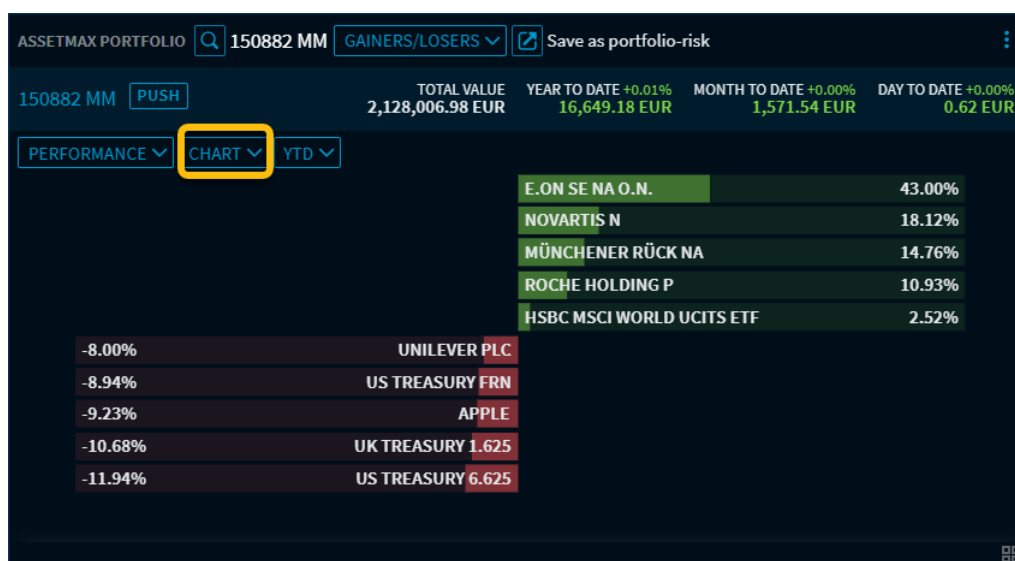 ASSETMAX PORTFOLIO 150882 MM GAINERS/LOSERS Save as portfolio-risk
150882 MM PUSH
TOTAL VALUE YEAR TO DATE +0.01% MONTH TO DATE +0.00% DAY TO DATE +0.00%
2,128,006.98 EUR 16,649.18 EUR 1,571.54 EUR 0.62 EUR
PERFORMANCE CHART YTD
E.ON SE NA O.N. 43.00%
NOVARTIS N 18.12%
MÜNCHENER RÜCK NA 14.76%
ROCHE HOLDING P 10.93%
HSBC MSCI WORLD UCITS ETF 2.52%
-8.00% UNILEVER PLC
-8.94% US TREASURY FRN
-9.23% APPLE
-10.68% UK TREASURY 1.625
-11.94% US TREASURY 6.625